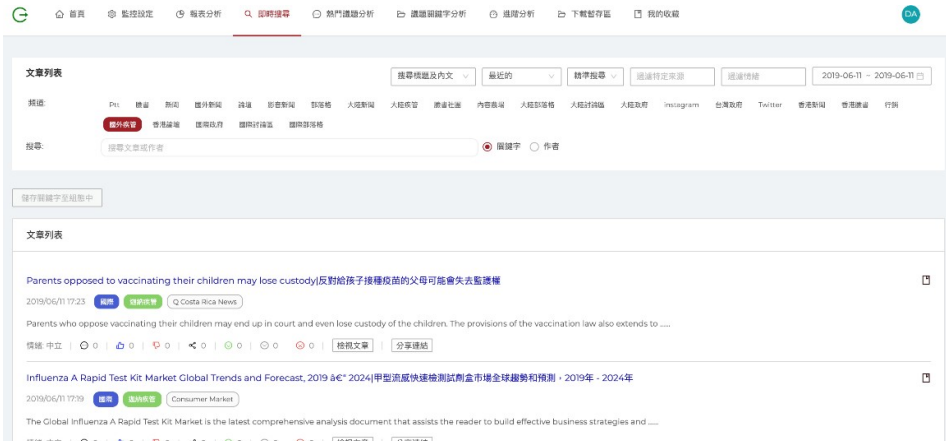 首頁 監控設定 報表分析 即時搜尋 熱門議題分析 議題關鍵字分析 進階分析 下載暫存區 我的收藏 DA
文章列表 搜尋標題及內文 最近的 精準搜尋 過濾特定來源 過濾情緒 2019-06-11 ~ 2019-06-11
頻道: Ptt 臉書 新聞 國外新聞 論壇 影音新聞 部落格 大陸新聞 大陸疾管 臉書社團 內容農場 大陸部落格 大陸討論區 大陸政府 Instagram 台灣政府 Twitter 香港新聞 香港臉書 行銷
國外疾管 香港論壇 國際政府 國際討論區 國際部落格
搜尋: 搜尋文章或作者 關鍵字 作者
儲存關鍵字至組態中
文章列表
Parents opposed to vaccinating their children may lose custody|反對給孩子接種疫苗的父母可能會失去監護權
2019/06/11 17:23 國際 Q Costa Rica News
Parents who oppose vaccinating their children may end up in court and even lose custody of the children. The provisions of the vaccination law also extends to ......
情緒: 中立 0 0 0 0 0 0 0 檢視文章 分享連結
Influenza A Rapid Test Kit Market Global Trends and Forecast, 2019 â€“ 2024|甲型流感快速檢測試劑盒市場全球趨勢和預測，2019年 - 2024年
2019/06/11 17:19 國際 Consumer Market
The Global Influenza A Rapid Test Kit Market is the latest comprehensive analysis document that assists the reader to build effective business strategies and ......